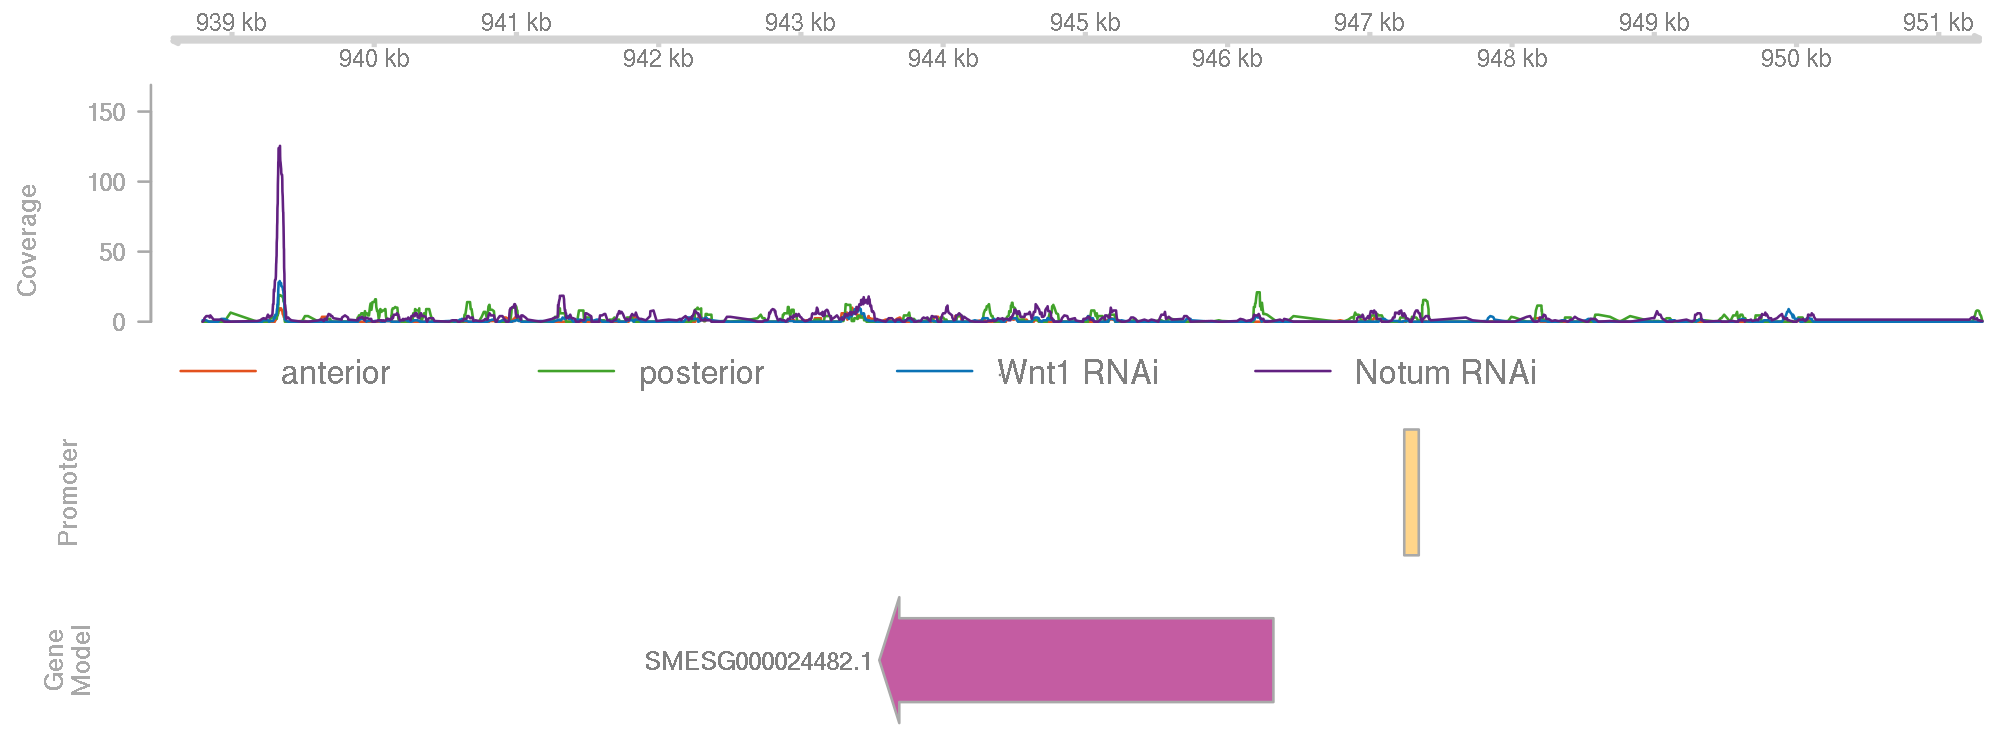 939 kb 941 kb 943 kb 945 kb 947 kb 949 kb 951 kb
940 kb 942 kb 944 kb 946 kb 948 kb 950 kb
150
100
50
0
Coverage
anterior posterior Wnt1 RNAi Notum RNAi
Promoter
Gene
Model
SMESG000024482.1